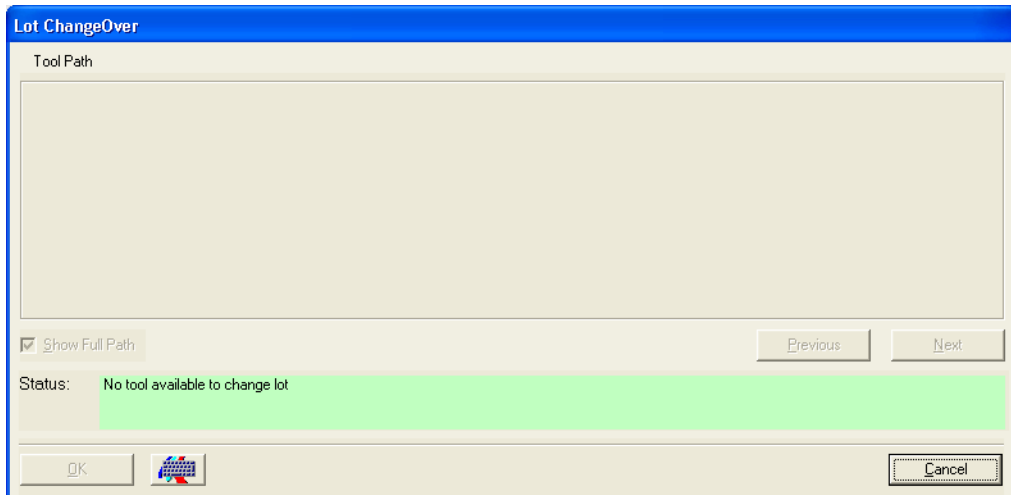 Lot ChangeOver
Tool Path
Show Full Path
Previous
Next
Status:
No tool available to change lot
OK
Cancel